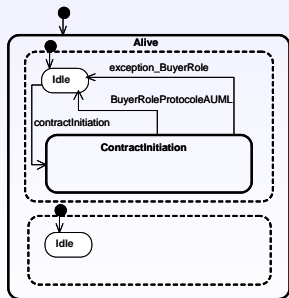 Alive
exception_BuyerRole
Idle
BuyerRoleProtocoleAUML
contractInitiation
ContractInitiation
Idle